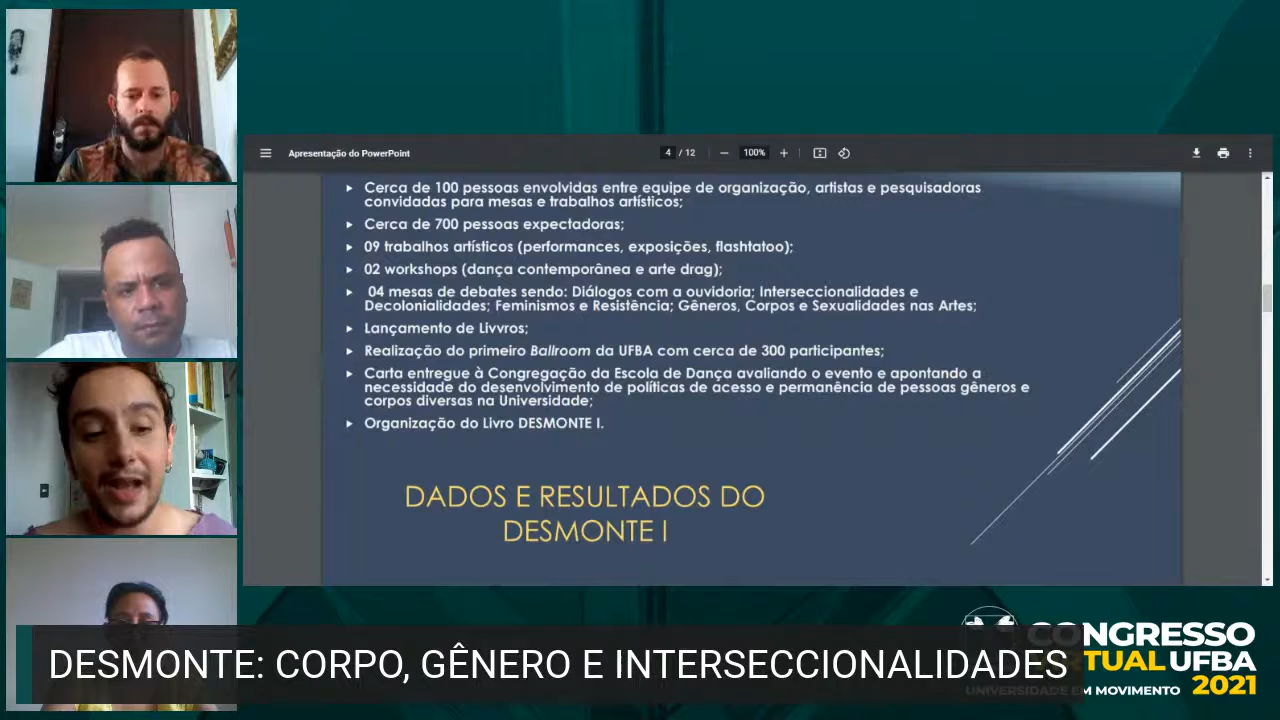 Apresentação do PowerPoint
4 / 12
100%
Cerca de 100 pessoas envolvidas entre equipe de organização, artistas e pesquisadoras
convidadas para mesas e trabalhos artísticos;
Cerca de 700 pessoas expectadoras;
09 trabalhos artísticos (performances, exposições, flashtatoo);
02 workshops (dança contemporânea e arte drag);
04 mesas de debates sendo: Diálogos com a ouvidoria; Interseccionalidades e
Decolonialidades; Feminismos e Resistência; Gêneros, Corpos e Sexualidades nas Artes;
Lançamento de Livvros;
Realização do primeiro Ballroom da UFBA com cerca de 300 participantes;
Carta entregue à Congregação da Escola de Dança avaliando o evento e apontando a
necessidade do desenvolvimento de políticas de acesso e permanência de pessoas gêneros e
corpos diversas na Universidade;
Organização do Livro DESMONTE I.
DADOS E RESULTADOS DO
DESMONTE I
DESMONTE: CORPO, GÊNERO E INTERSECCIONALIDADES
CONGRESSO
VIRTUAL UFBA
UNIVERSIDADE EM MOVIMENTO 2021